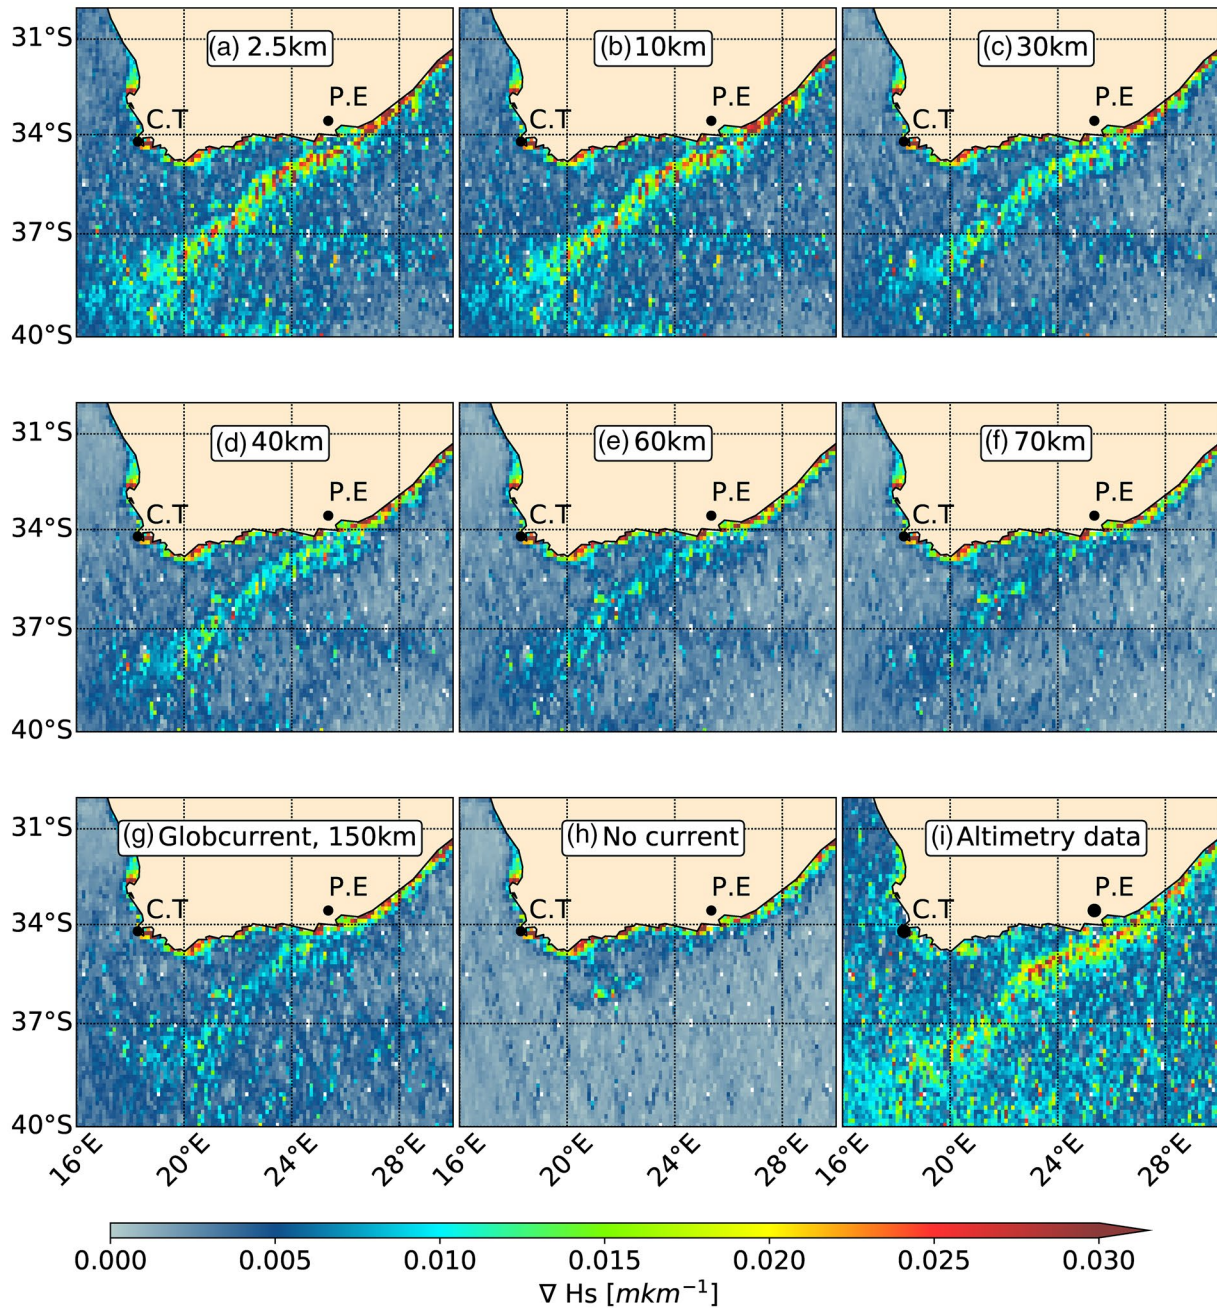 (a) 2.5km
(b) 10km
(c) 30km
31°S
34°S
37°S
40°S
C.T
P.E
C.T
P.E
C.T
P.E
(d) 40km
(e) 60km
(f) 70km
31°S
34°S
37°S
40°S
C.T
P.E
C.T
P.E
C.T
P.E
(g) Globcurrent, 150km
(h) No current
(i) Altimetry data
31°S
34°S
37°S
40°S
C.T
P.E
C.T
P.E
C.T
P.E
16°E 20°E 24°E 28°E 16°E 20°E 24°E 28°E 16°E 20°E 24°E 28°E
0.000 0.005 0.010 0.015 0.020 0.025 0.030
∇ Hs [mkm⁻¹]